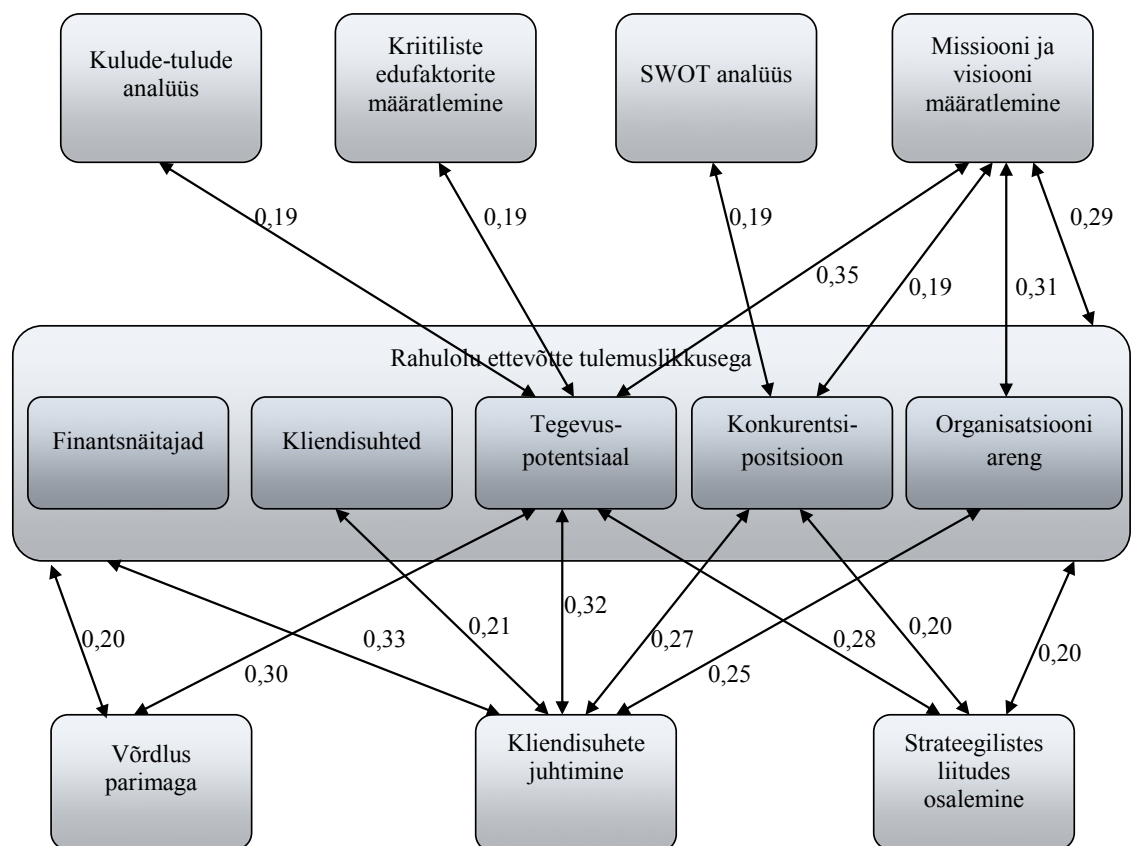 Kulude-tulude
analüüs
Kriitiliste
edufaktorite
määratlemine
SWOT analüüs
Missiooni ja
visiooni
määratlemine
0,19
0,19
0,19
0,35
0,19
0,31
0,29
Rahulolu ettevõtte tulemuslikkusega
Finantsnäitajad
Kliendisuhted
Tegevus-
potentsiaal
Konkurentsi-
positsioon
Organisatsiooni
areng
0,20
0,30
0,33
0,21
0,32
0,27
0,25
0,28
0,20
0,20
Võrdlus
parimaga
Kliendisuhete
juhtimine
Strateegilistes
liitudes
osalemine